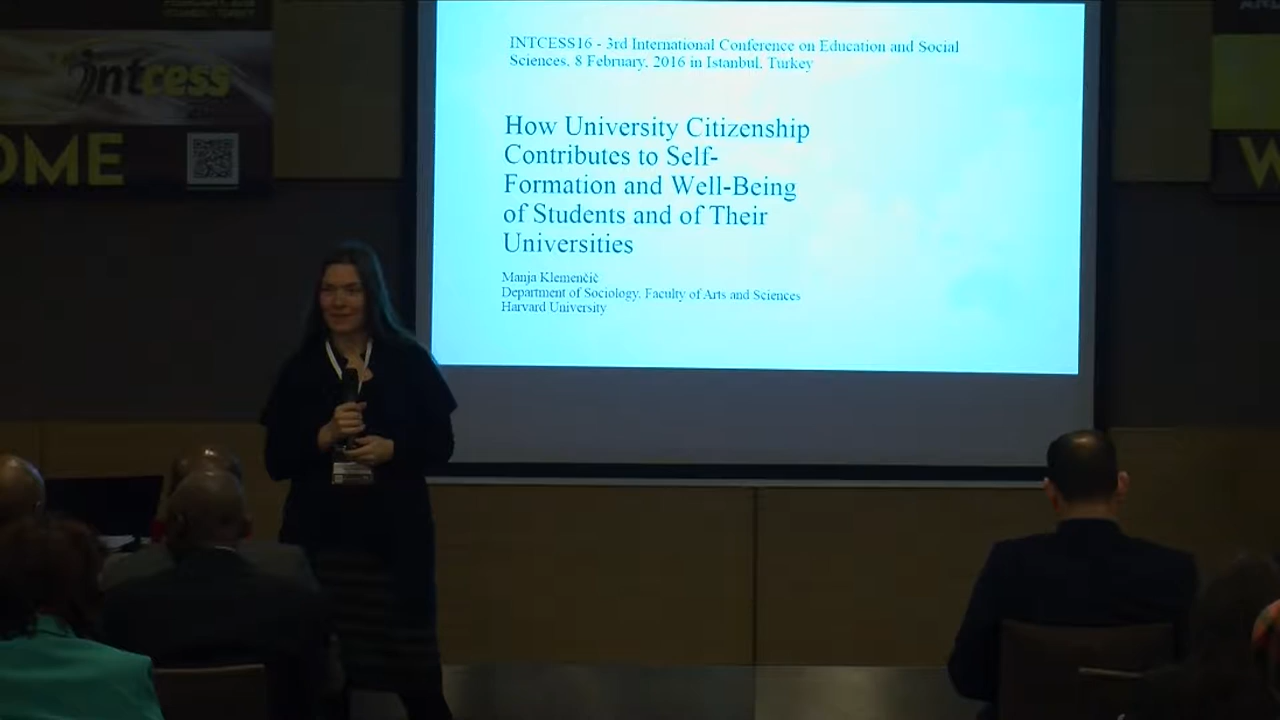 intcess
OME
INTCESS16 - 3rd International Conference on Education and Social
Sciences, 8 February, 2016 in Istanbul, Turkey
How University Citizenship
Contributes to Self-
Formation and Well-Being
of Students and of Their
Universities
Manja Klemenčič
Department of Sociology, Faculty of Arts and Sciences
Harvard University
W